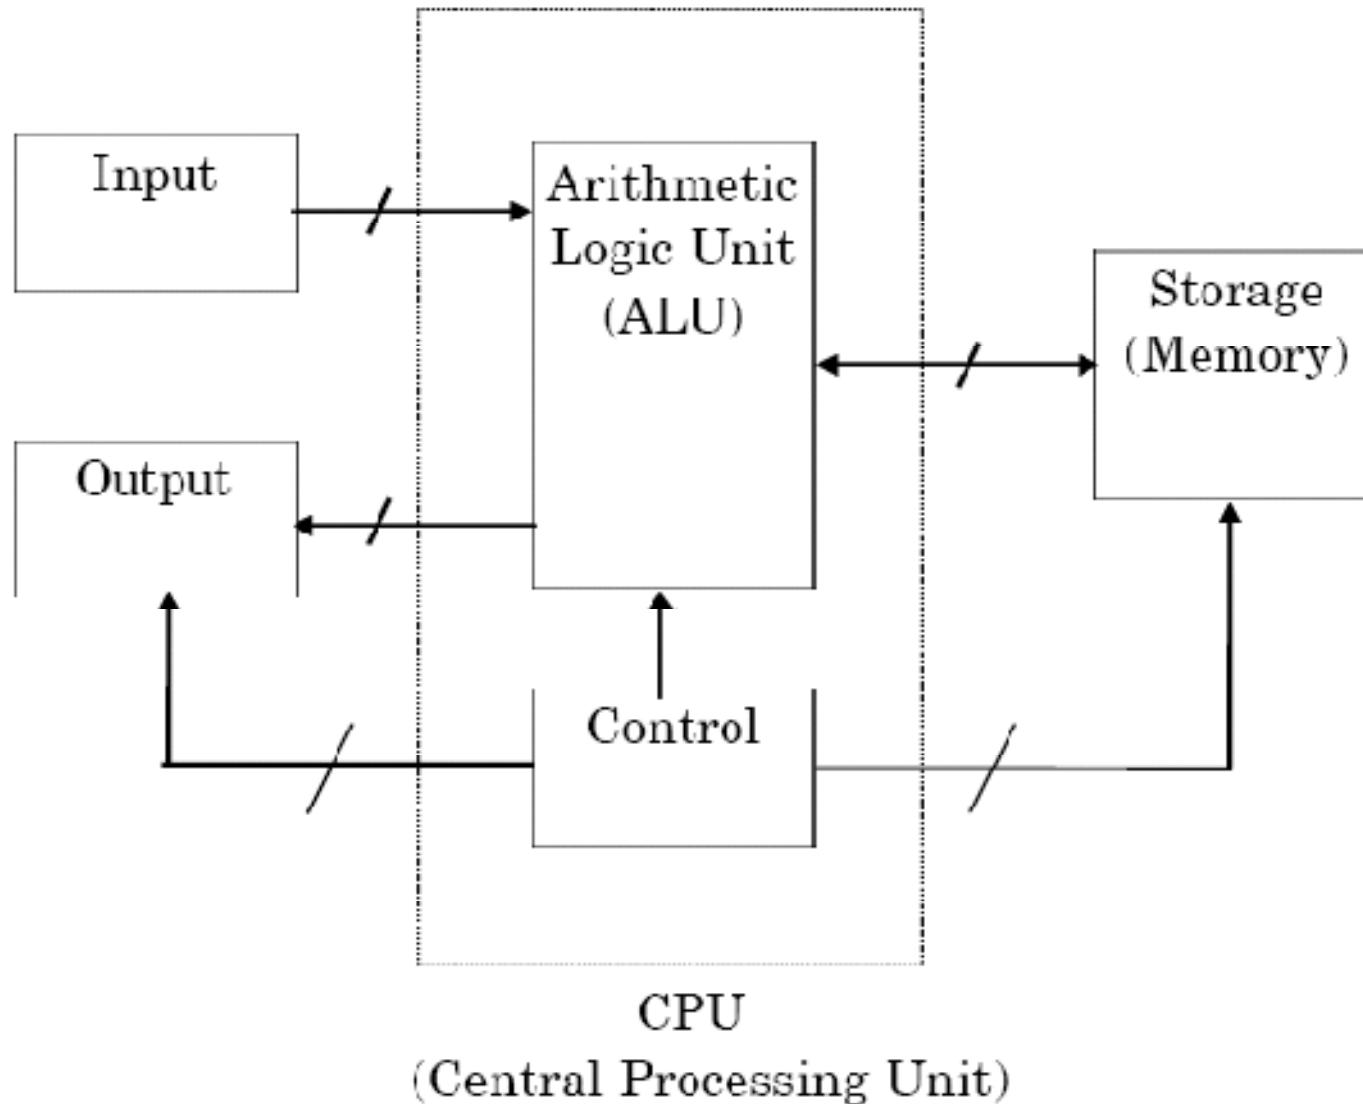 Input
Arithmetic
Logic Unit
(ALU)
Storage
(Memory)
Output
Control
CPU
(Central Processing Unit)